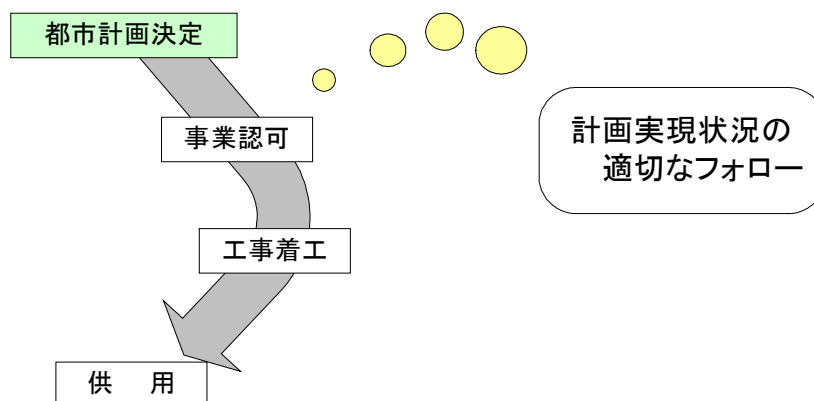 都市計画決定
事業認可
計画実現状況の
適切なフォロー
工事着工
供　用